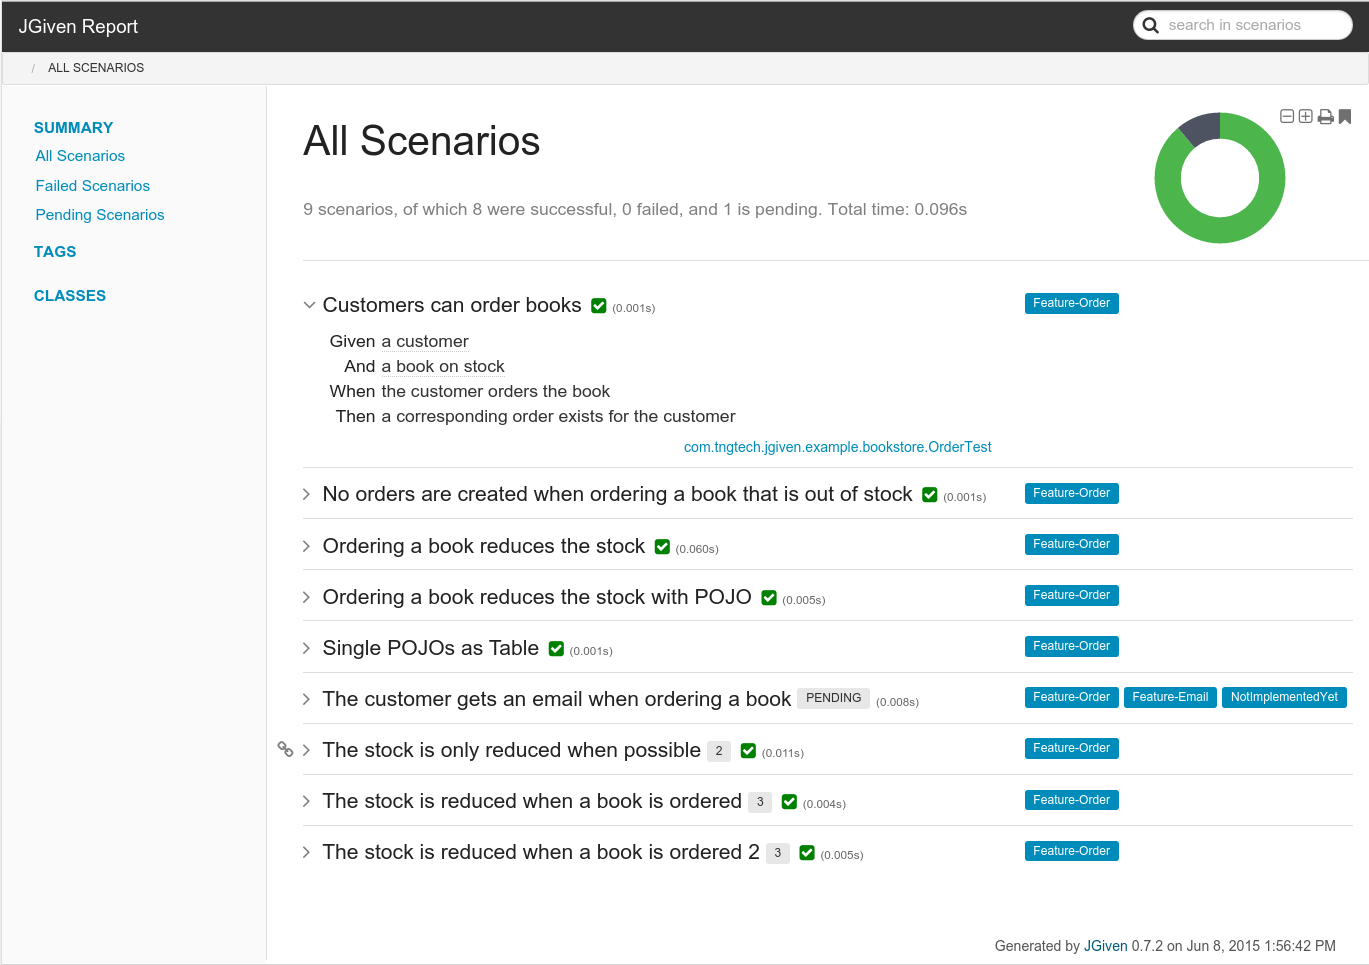 JGiven Report
search in scenarios
/ ALL SCENARIOS
SUMMARY
All Scenarios
Failed Scenarios
Pending Scenarios
TAGS
CLASSES
All Scenarios
9 scenarios, of which 8 were successful, 0 failed, and 1 is pending. Total time: 0.096s
Customers can order books (0.001s) Feature-Order
Given a customer
And a book on stock
When the customer orders the book
Then a corresponding order exists for the customer
com.tngtech.jgiven.example.bookstore.OrderTest
No orders are created when ordering a book that is out of stock (0.001s) Feature-Order
Ordering a book reduces the stock (0.060s) Feature-Order
Ordering a book reduces the stock with POJO (0.005s) Feature-Order
Single POJOs as Table (0.001s) Feature-Order
The customer gets an email when ordering a book PENDING (0.008s) Feature-Order Feature-Email NotImplementedYet
The stock is only reduced when possible 2 (0.011s) Feature-Order
The stock is reduced when a book is ordered 3 (0.004s) Feature-Order
The stock is reduced when a book is ordered 2 3 (0.005s) Feature-Order
Generated by JGiven 0.7.2 on Jun 8, 2015 1:56:42 PM